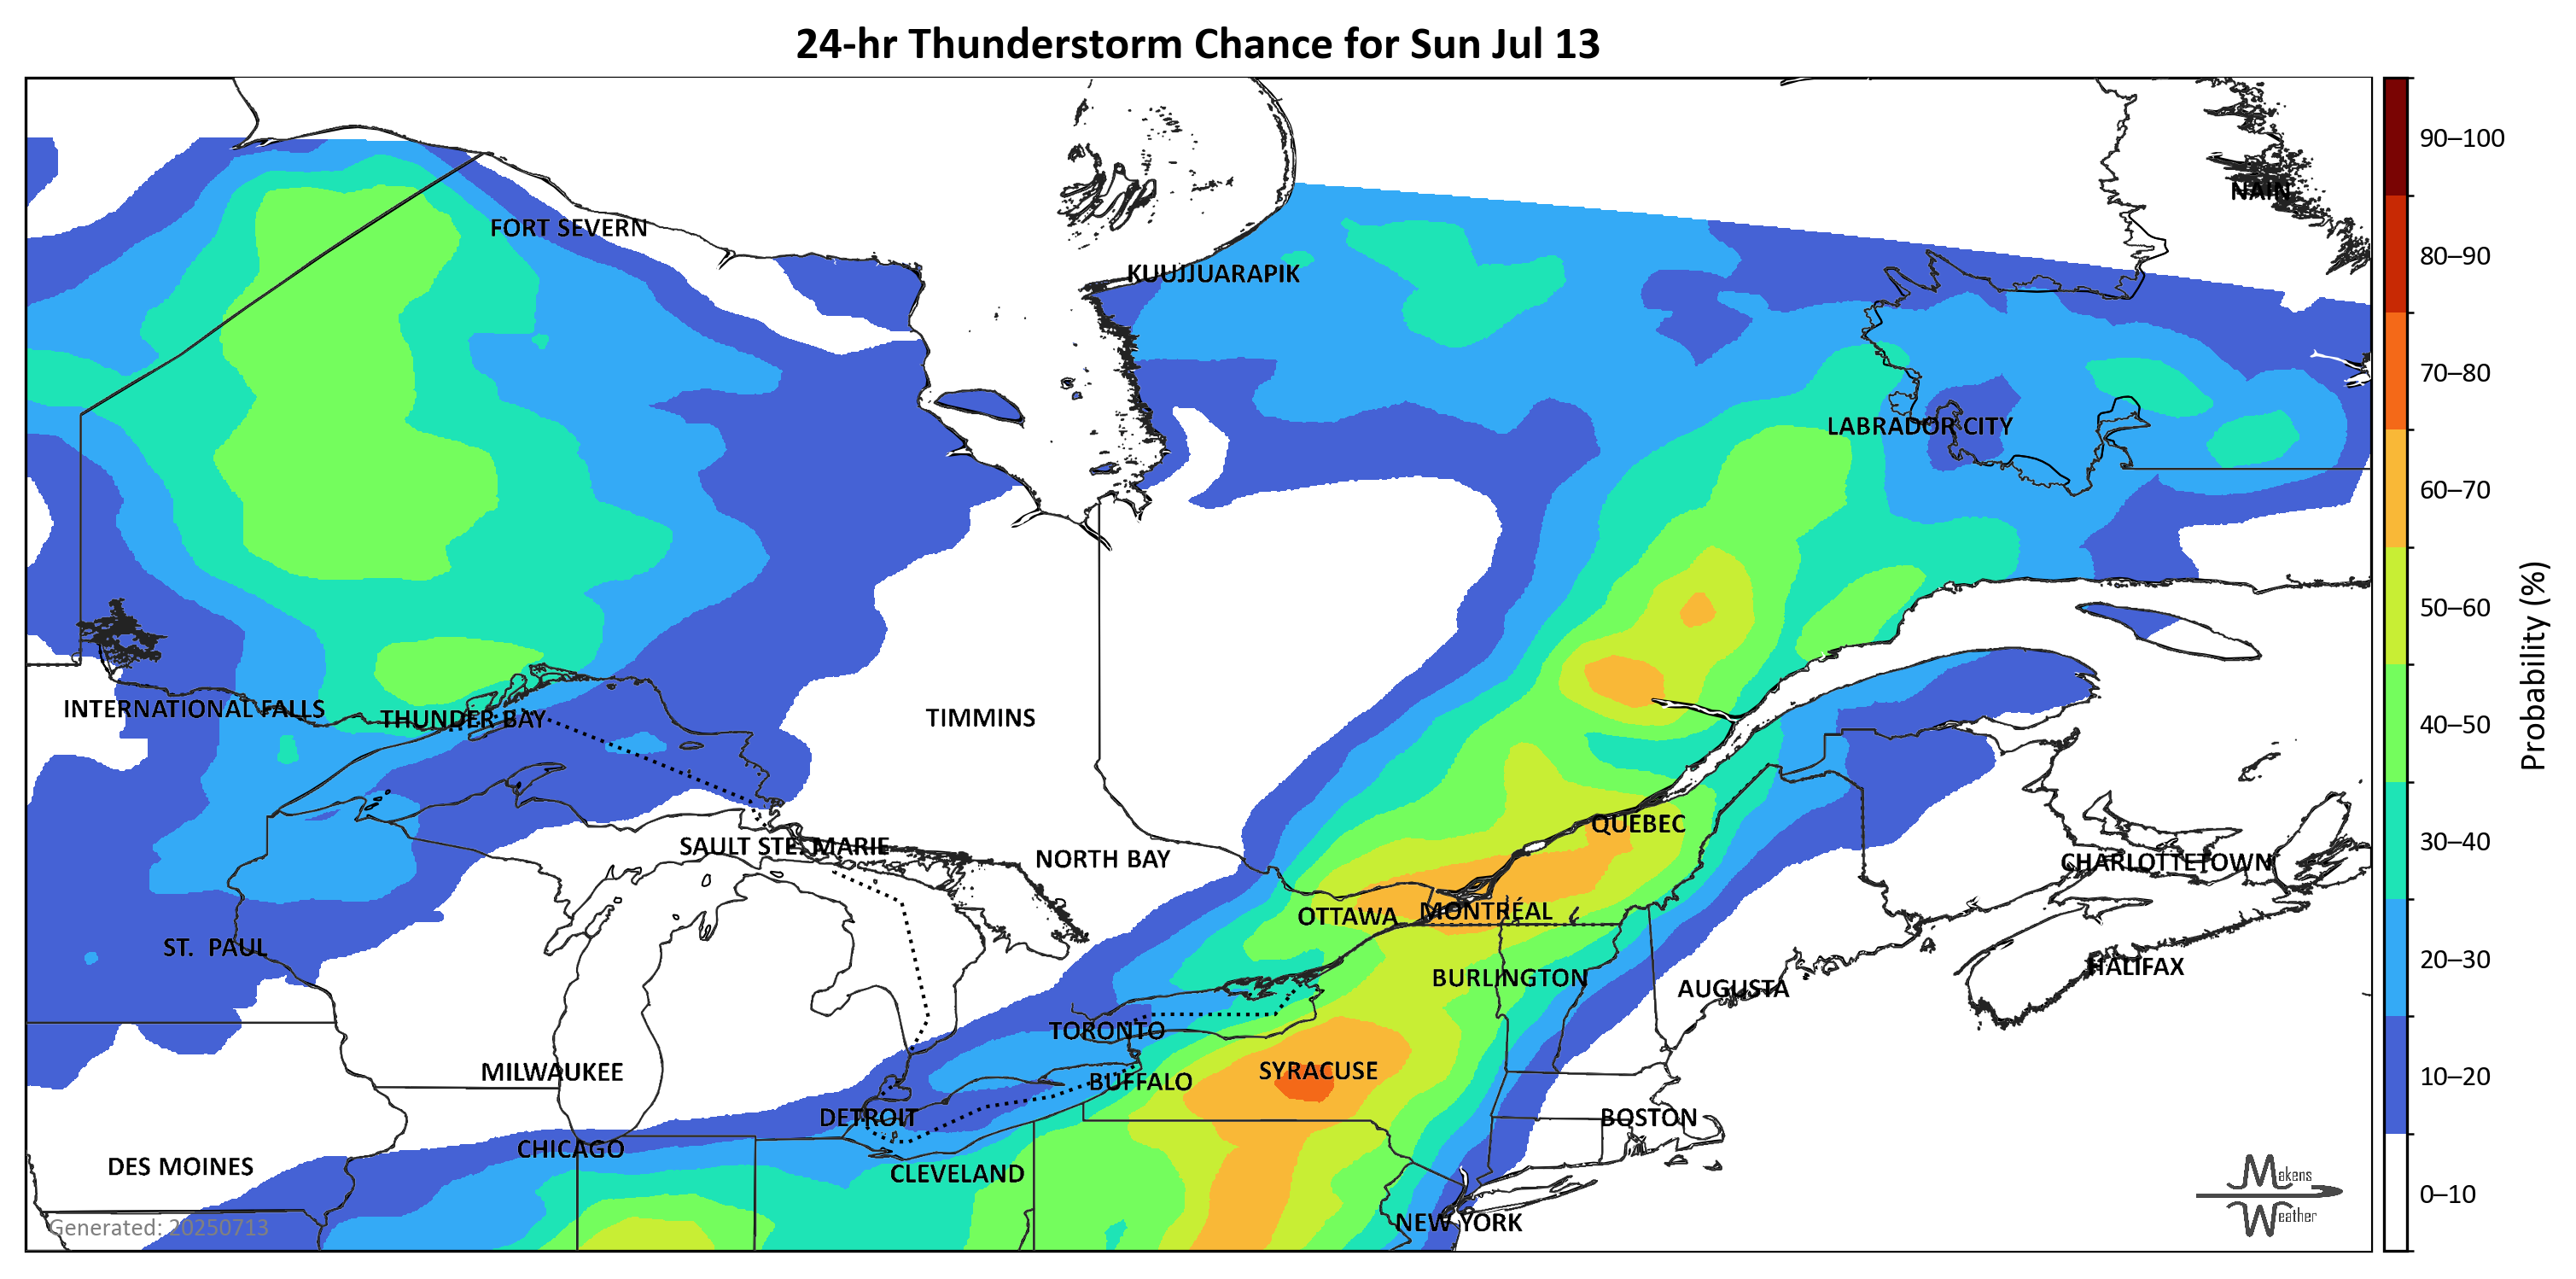 24-hr Thunderstorm Chance for Sun Jul 13
90–100
NAIN
FORT SEVERN
80–90
KUUJJUARAPIK
70–80
LABRADOR CITY
60–70
50–60
Probability (%)
INTERNATIONAL FALLS
THUNDER BAY
TIMMINS
40–50
QUEBEC
SAULT STE. MARIE
NORTH BAY
30–40
CHARLOTTETOWN
OTTAWA
MONTRÉAL
ST. PAUL
BURLINGTON
HALIFAX
20–30
AUGUSTA
TORONTO
MILWAUKEE
SYRACUSE
BUFFALO
10–20
DETROIT
BOSTON
CHICAGO
DES MOINES
CLEVELAND
Makens
Weather
0–10
NEW YORK
Generated: 20250713